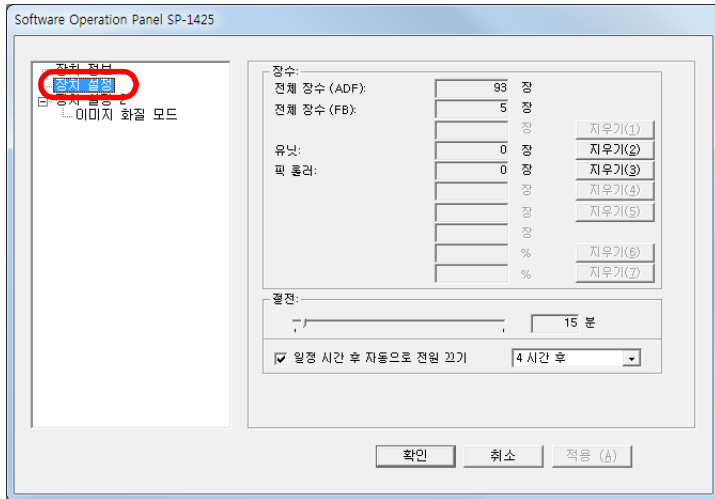 Software Operation Panel SP-1425
장치 정보
장치 설정
장치 설정 2
이미지 화질 모드
장수:
전체 장수 (ADF): 93 장
전체 장수 (FB): 5 장
장 지우기(1)
유닛: 0 장 지우기(2)
픽 롤러: 0 장 지우기(3)
장 지우기(4)
장 지우기(5)
장
% 지우기(6)
% 지우기(7)
절전:
15 분
일정 시간 후 자동으로 전원 끄기 4 시간 후
확인 취소 적용 (A)